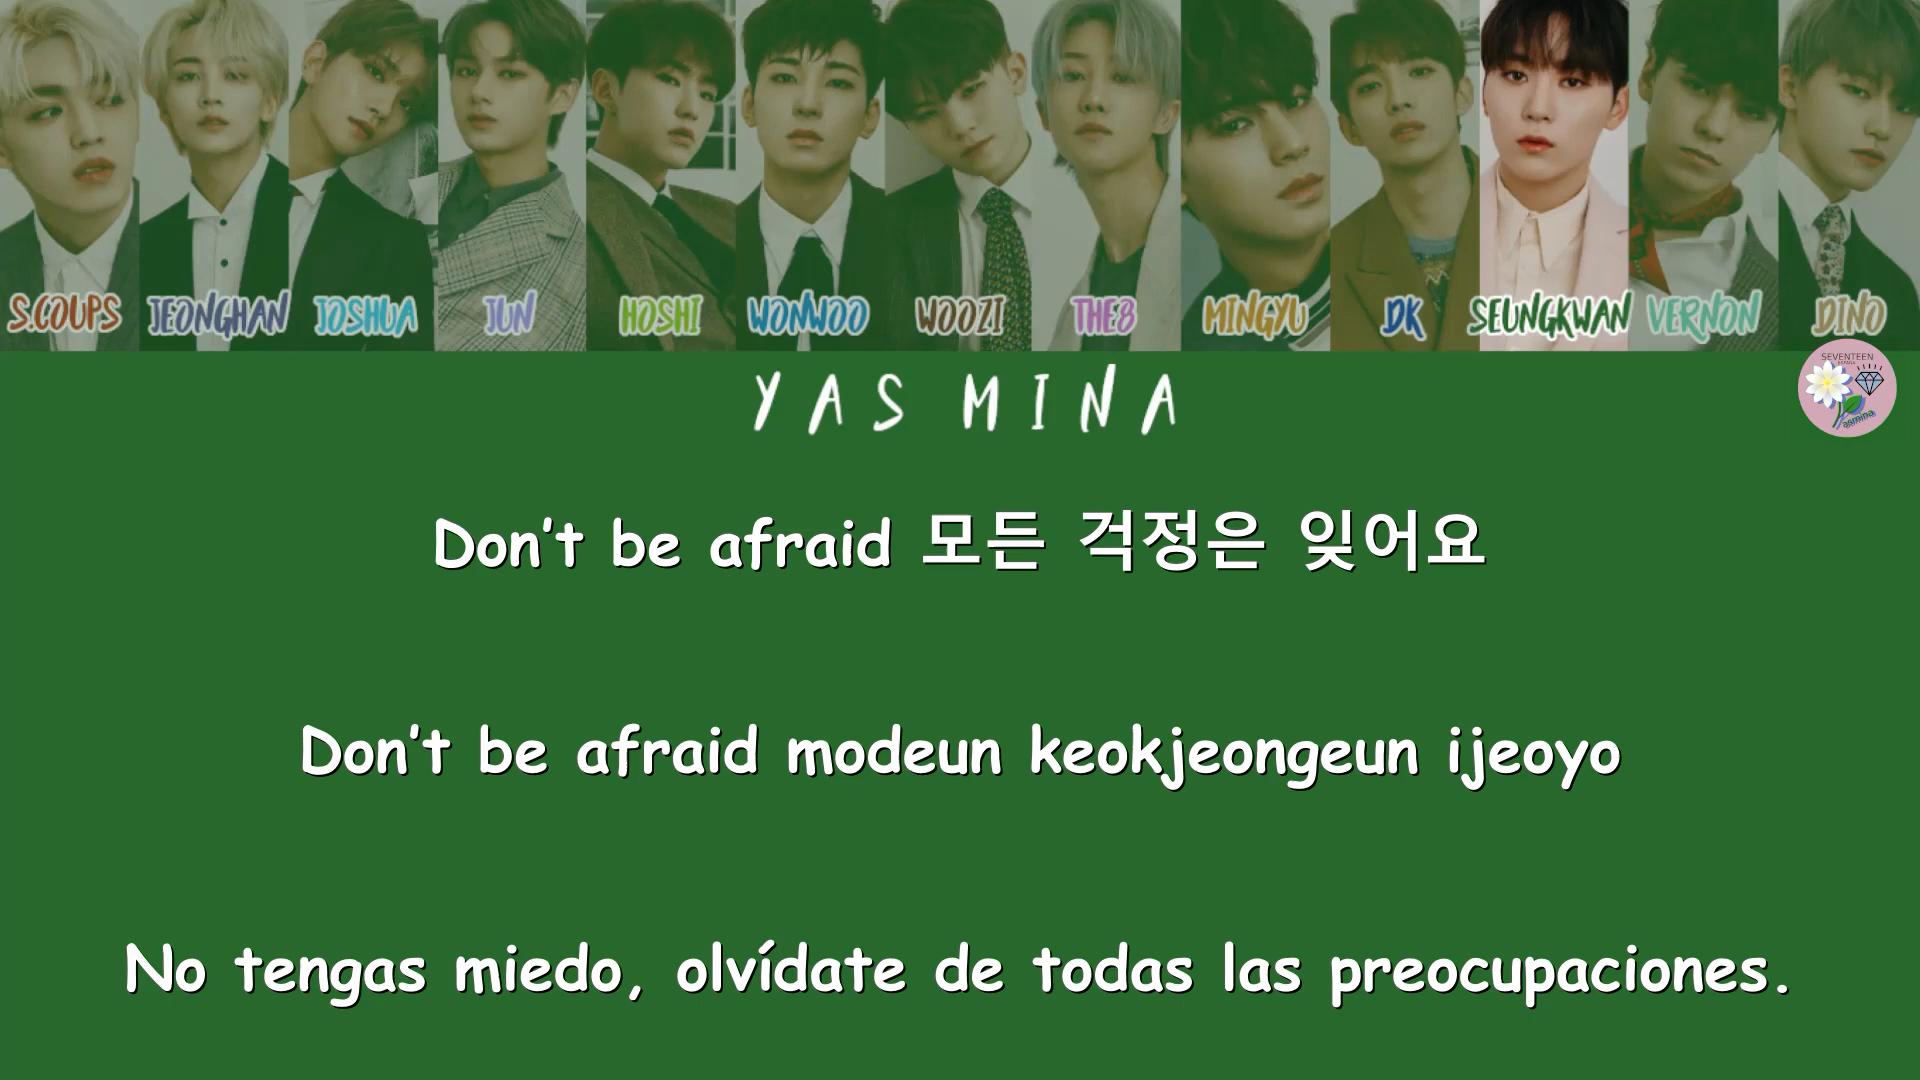 S.COUPS JEONGHAN JOSHUA JUN HOSHI WONWOO WOOZI THE8 MINGYU DK SEUNGKWAN VERNON DINO
SEVENTEEN
ESPAÑA
asmina
YAS MINA
Don't be afraid 모든 걱정은 잊어요
Don't be afraid modeun keokjeongeun ijeoyo
No tengas miedo, olvídate de todas las preocupaciones.